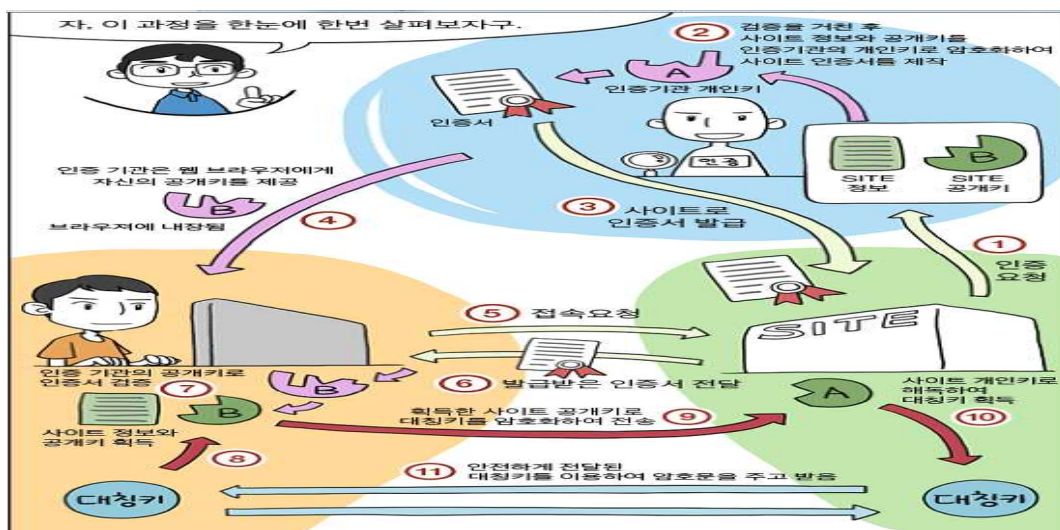 자, 이 과정을 한눈에 한번 살펴보자구.
② 검증을 거친 후
사이트 정보와 공개키를
인증기관의 개인키로 암호화하여
사이트 인증서를 제작
A
인증기관 개인키
인증서
인증
B
SITE
정보
SITE
공개키
인증 기관은 웹 브라우저에게
자신의 공개키를 제공
B
브라우져에 내장됨
④
③ 사이트로
인증서 발급
①
인증
요청
SITE
⑤ 접속요청
⑥ 발급받은 인증서 전달
인증 기관의 공개키로
인증서 검증 ⑦
B
B
사이트 정보와
공개키 획득
⑧
획득한 사이트 공개키로
대칭키를 암호화하여 전송 ⑨
A
사이트 개인키로
해독하여
대칭키 획득
⑩
⑪ 안전하게 전달된
대칭키를 이용하여 암호문을 주고 받음
대칭키
대칭키